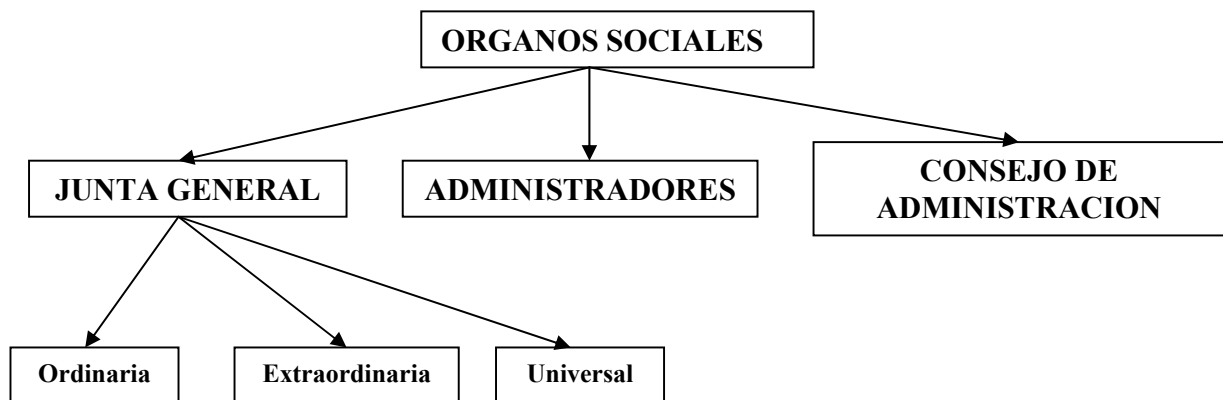 ORGANOS SOCIALES
JUNTA GENERAL
ADMINISTRADORES
CONSEJO DE
ADMINISTRACION
Ordinaria
Extraordinaria
Universal